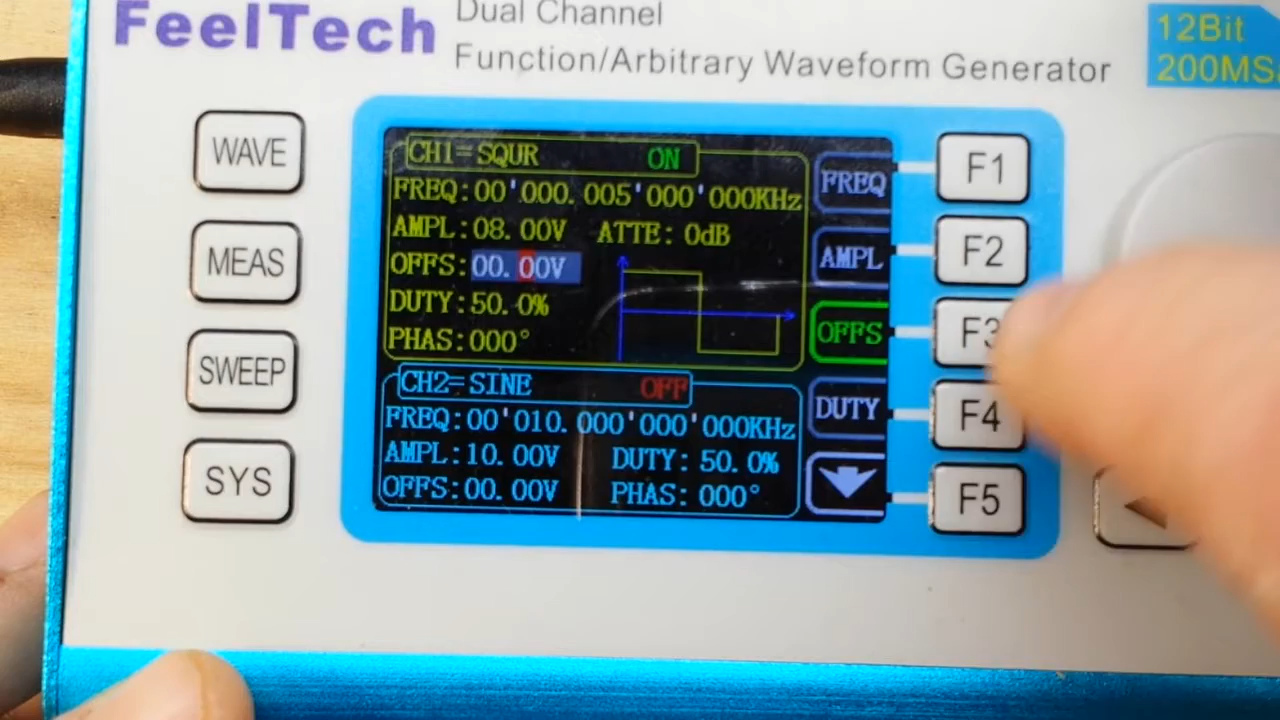 FeelTech
Dual Channel
Function/Arbitrary Waveform Generator
12Bit
200MS
WAVE
MEAS
SWEEP
SYS
CH1=SQUR ON
FREQ:00'000.005'000'000KHz
AMPL:08.00V ATTE:0dB
OFFS:00.00V
DUTY:50.0%
PHAS:000°
CH2=SINE OFF
FREQ:00'010.000'000'000KHz
AMPL:10.00V DUTY:50.0%
OFFS:00.00V PHAS:000°
FREQ
AMPL
OFFS
DUTY
F1
F2
F3
F4
F5